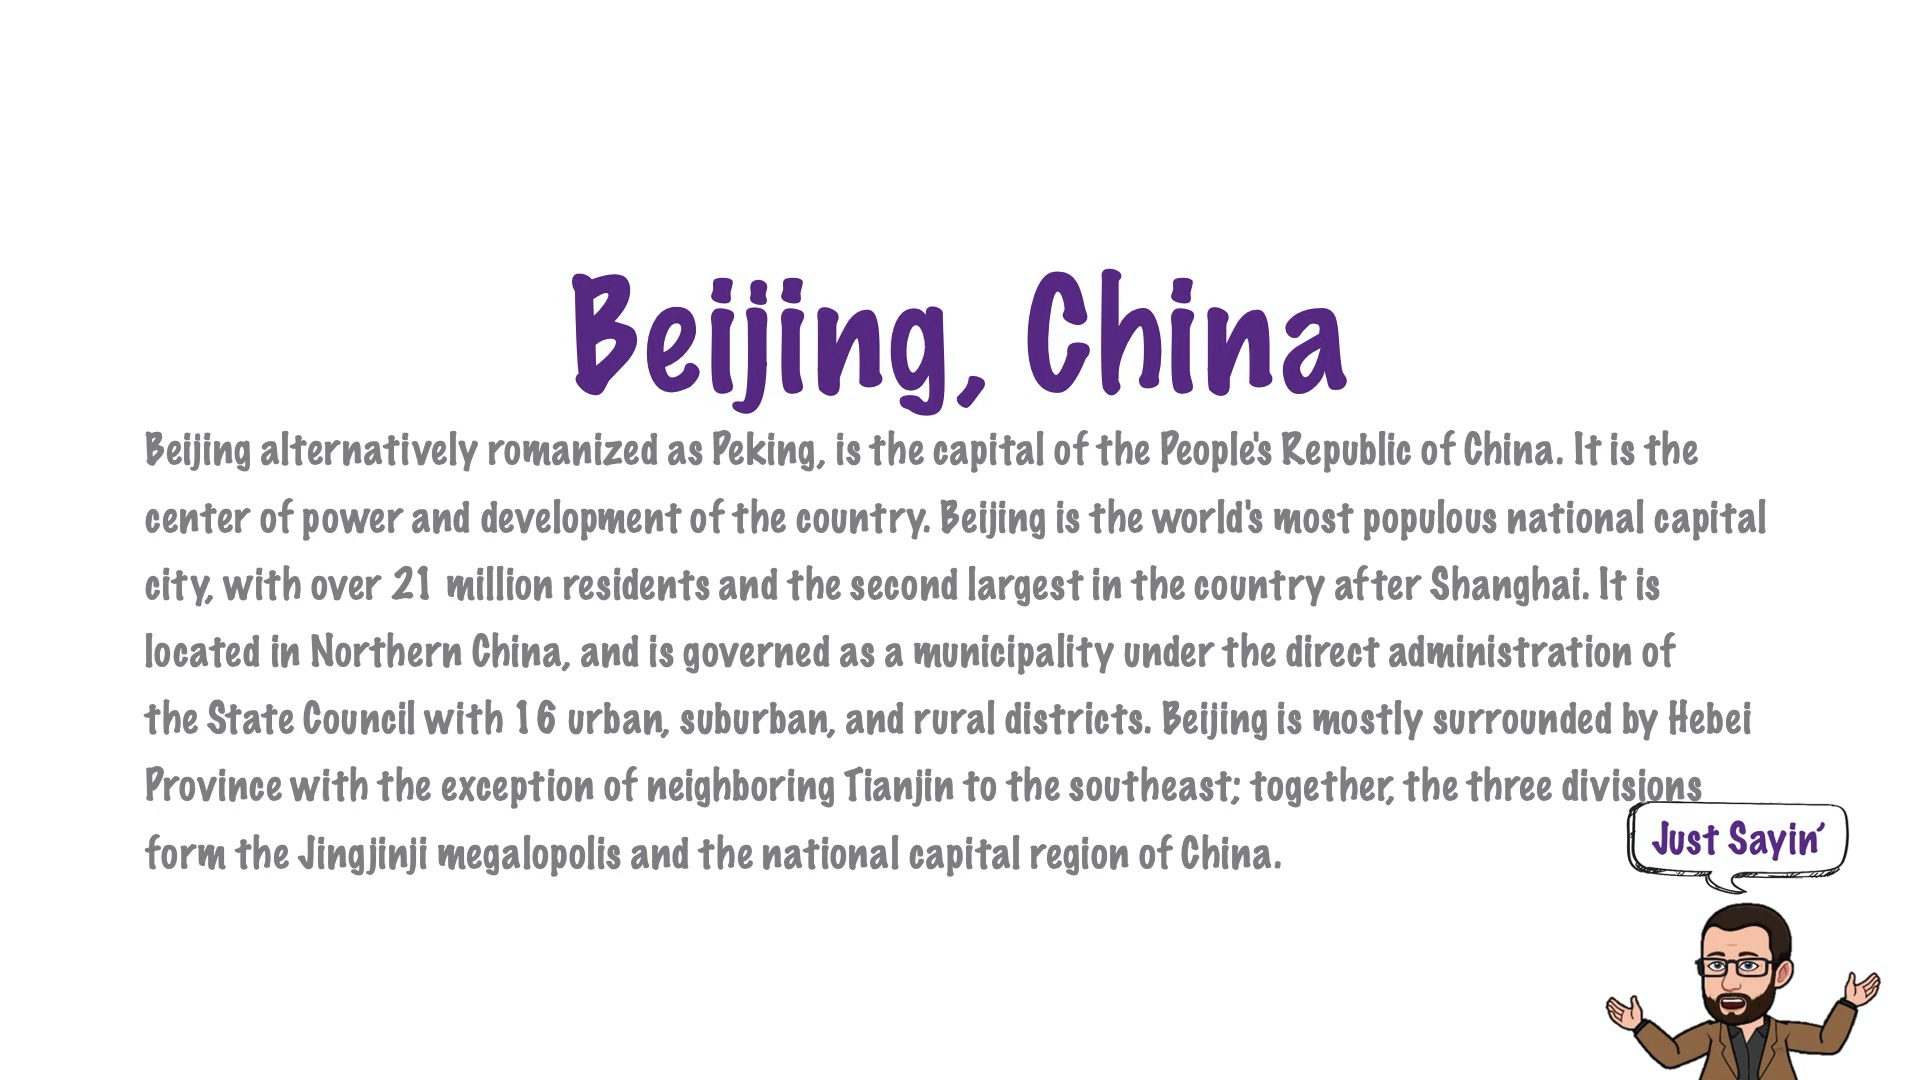 Beijing, China
Beijing alternatively romanized as Peking, is the capital of the People's Republic of China. It is the
center of power and development of the country. Beijing is the world's most populous national capital
city, with over 21 million residents and the second largest in the country after Shanghai. It is
located in Northern China, and is governed as a municipality under the direct administration of
the State Council with 16 urban, suburban, and rural districts. Beijing is mostly surrounded by Hebei
Province with the exception of neighboring Tianjin to the southeast; together, the three divisions
form the Jingjinji megalopolis and the national capital region of China.
Just Sayin’